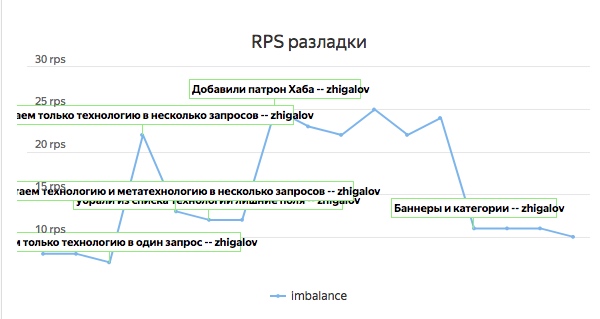 RPS разладки
30 rps
Добавили патрон Хаба -- zhigalov
25 rps
только технологию в несколько запросов -- zhigalov
20 rps
15 rps
технологию и метатехнологию в несколько запросов -- zhigalov
убрали из списка технологий лишние поля -- zhigalov
Баннеры и категории -- zhigalov
10 rps
только технологию в один запрос -- zhigalov
imbalance